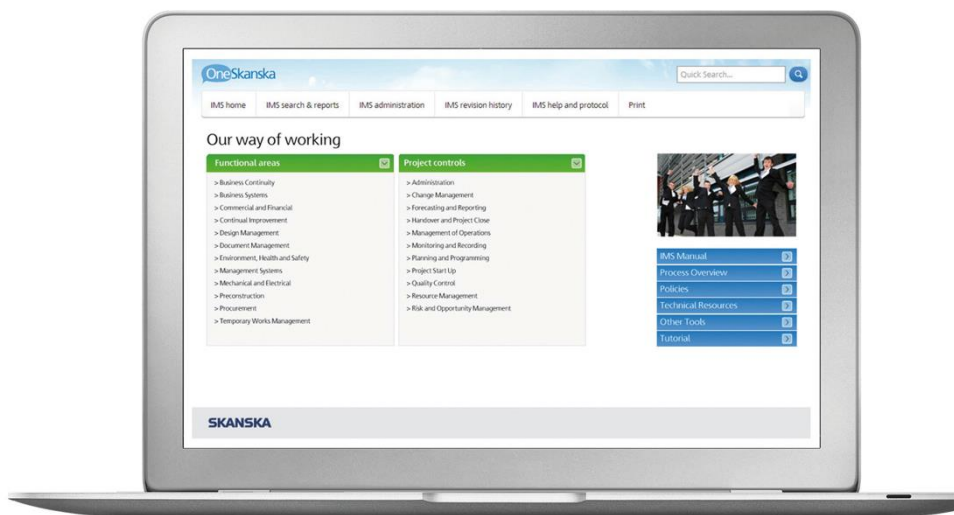 OneSkanska
Quick Search...
IMS home IMS search & reports IMS administration IMS revision history IMS help and protocol Print
Our way of working
Functional areas
> Business Continuity
> Business Systems
> Commercial and Financial
> Continual Improvement
> Design Management
> Document Management
> Environment, Health and Safety
> Management Systems
> Mechanical and Electrical
> Preconstruction
> Procurement
> Temporary Works Management
Project controls
> Administration
> Change Management
> Forecasting and Reporting
> Handover and Project Close
> Management of Operations
> Monitoring and Recording
> Planning and Programming
> Project Start Up
> Quality Control
> Resource Management
> Risk and Opportunity Management
IMS Manual
Process Overview
Policies
Technical Resources
Other Tools
Tutorial
SKANSKA